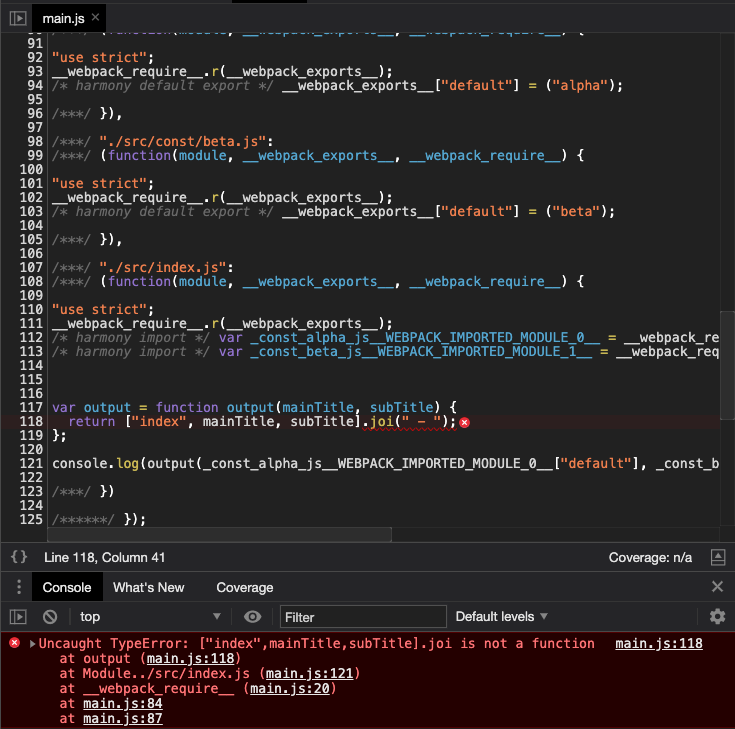 main.js ×
91
92 "use strict";
93 __webpack_require__.r(__webpack_exports__);
94 /* harmony default export */ __webpack_exports__["default"] = ("alpha");
95
96 /***/ }),
97
98 /***/ "./src/const/beta.js":
99 /***/ (function(module, __webpack_exports__, __webpack_require__) {
100
101 "use strict";
102 __webpack_require__.r(__webpack_exports__);
103 /* harmony default export */ __webpack_exports__["default"] = ("beta");
104
105 /***/ }),
106
107 /***/ "./src/index.js":
108 /***/ (function(module, __webpack_exports__, __webpack_require__) {
109
110 "use strict";
111 __webpack_require__.r(__webpack_exports__);
112 /* harmony import */ var _const_alpha_js__WEBPACK_IMPORTED_MODULE_0__ = __webpack_re
113 /* harmony import */ var _const_beta_js__WEBPACK_IMPORTED_MODULE_1__ = __webpack_req
114
115
116
117 var output = function output(mainTitle, subTitle) {
118 return ["index", mainTitle, subTitle].joi(" - ");
119 };
120
121 console.log(output(_const_alpha_js__WEBPACK_IMPORTED_MODULE_0__["default"], _const_b
122
123 /***/ })
124
125 /******/ });
{} Line 118, Column 41 Coverage: n/a
Console What's New Coverage
top Filter Default levels
Uncaught TypeError: ["index",mainTitle,subTitle].joi is not a function main.js:118
at output (main.js:118)
at Module../src/index.js (main.js:121)
at __webpack_require__ (main.js:20)
at main.js:84
at main.js:87